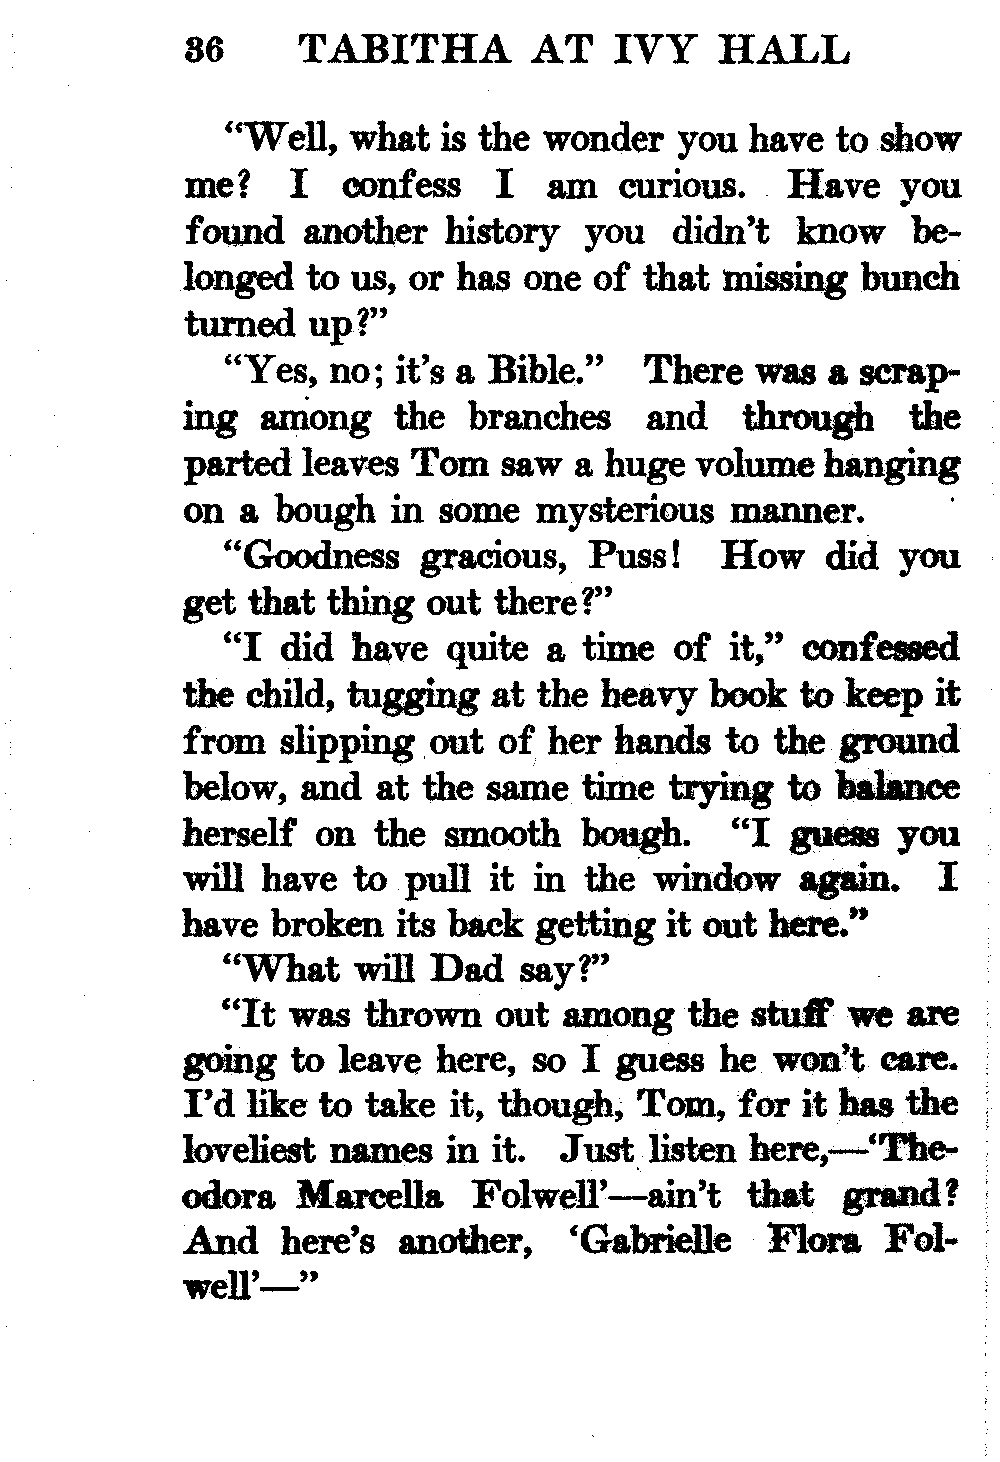 36 TABITHA AT IVY HALL
“Well, what is the wonder you have to show
me? I confess I am curious. Have you
found another history you didn’t know be-
longed to us, or has one of that missing bunch
turned up?”
“Yes, no; it’s a Bible.” There was a scrap-
ing among the branches and through the
parted leaves Tom saw a huge volume hanging
on a bough in some mysterious manner.
“Goodness gracious, Puss! How did you
get that thing out there?”
“I did have quite a time of it,” confessed
the child, tugging at the heavy book to keep it
from slipping out of her hands to the ground
below, and at the same time trying to balance
herself on the smooth bough. “I guess you
will have to pull it in the window again. I
have broken its back getting it out here.”
“What will Dad say?”
“It was thrown out among the stuff we are
going to leave here, so I guess he won’t care.
I’d like to take it, though, Tom, for it has the
loveliest names in it. Just listen here,—‘The-
odora Marcella Folwell’—ain’t that grand?
And here’s another, ‘Gabrielle Flora Fol-
well’—”